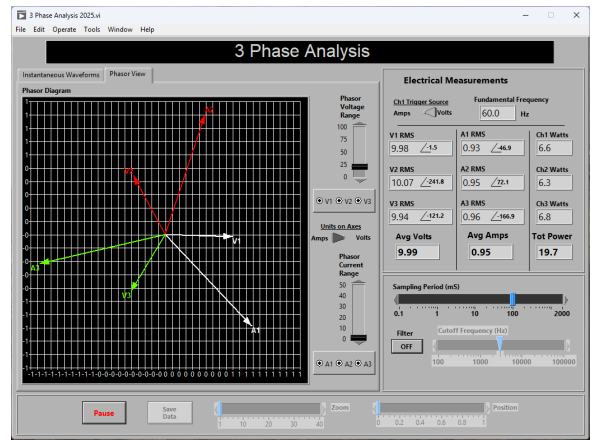 3 Phase Analysis 2025.vi
File Edit Operate Tools Window Help
3 Phase Analysis
Instantaneous Waveforms Phasor View
Phasor Diagram
A2
V2
V1
A3
V3
A1
Phasor
Voltage
Range
100
75
50
25
0
V1 V2 V3
Units on Axes
Amps Volts
Phasor
Current
Range
50
40
30
20
10
0
A1 A2 A3
Electrical Measurements
Ch1 Trigger Source Fundamental Frequency
Amps Volts 60.0 Hz
V1 RMS A1 RMS Ch1 Watts
9.98 -1.5 0.93 -46.9 6.6
V2 RMS A2 RMS Ch2 Watts
10.07 -241.8 0.95 72.1 6.3
V3 RMS A3 RMS Ch3 Watts
9.94 -121.2 0.96 -166.9 6.8
Avg Volts Avg Amps Tot Power
9.99 0.95 19.7
Sampling Period (mS)
0.1 1 10 100 2000
Filter Cutoff Frequency (Hz)
OFF
100 1000 10000 100000
Pause Save Data Zoom Position
1 10 20 30 40 0 0.2 0.4 0.6 0.8 1